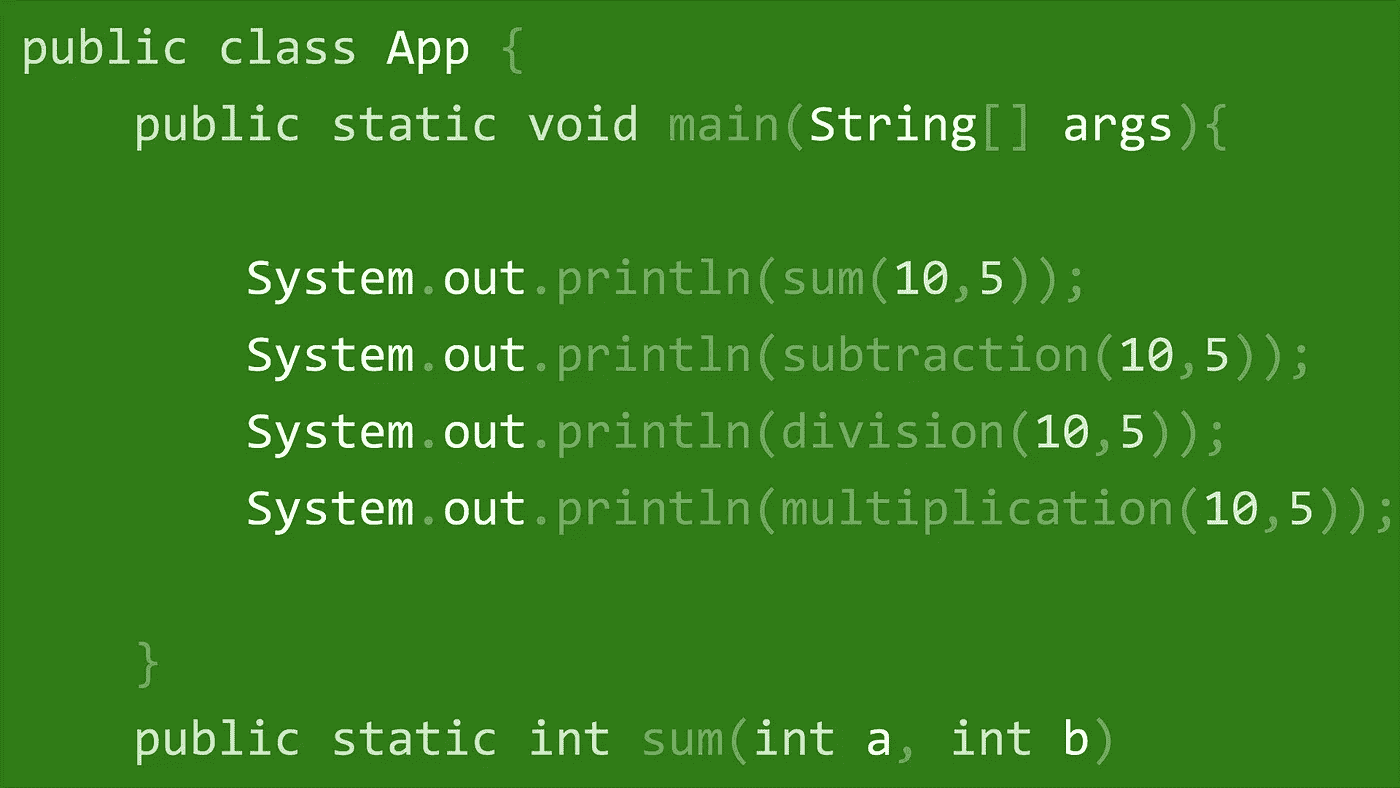 public class App {
    public static void main(String[] args){
        System.out.println(sum(10,5));
        System.out.println(subtraction(10,5));
        System.out.println(division(10,5));
        System.out.println(multiplication(10,5));
    }
    public static int sum(int a, int b)